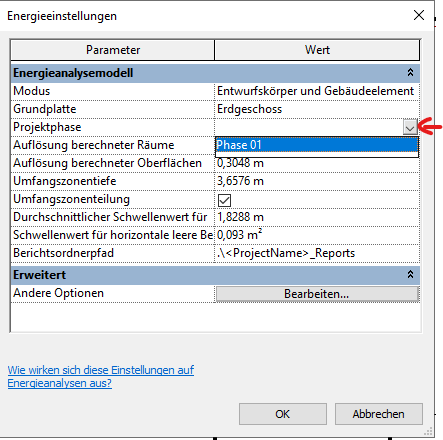 Energieeinstellungen
Parameter Wert
Energieanalysemodell
Modus Entwurfskörper und Gebäudeelement
Grundplatte Erdgeschoss
Projektphase
Auflösung berechneter Räume Phase 01
Auflösung berechneter Oberflächen 0,3048 m
Umfangszonentiefe 3,6576 m
Umfangszonenteilung
Durchschnittlicher Schwellenwert für 1,8288 m
Schwellenwert für horizontale leere Be 0,093 m²
Berichtsordnerpfad .\<ProjectName>_Reports
Erweitert
Andere Optionen Bearbeiten...
Wie wirken sich diese Einstellungen auf
Energieanalysen aus?
OK Abbrechen